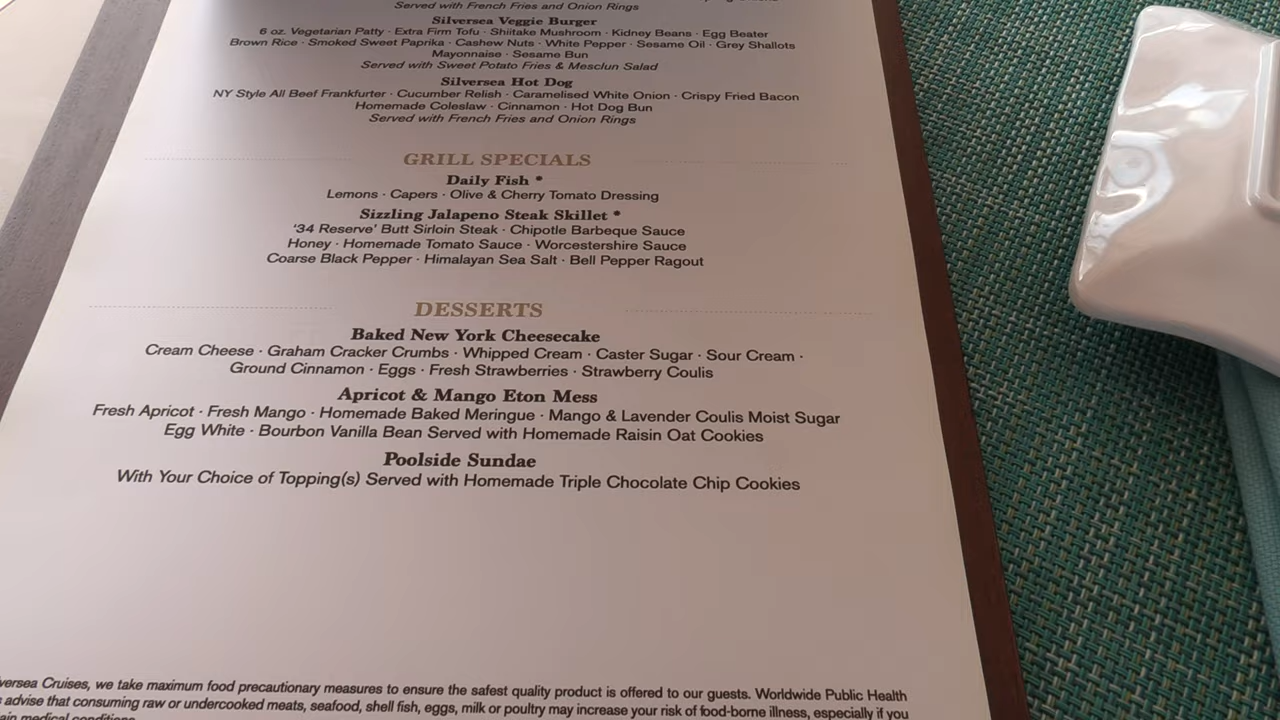 Served with French Fries and Onion Rings
Silversea Veggie Burger
6 oz. Vegetarian Patty · Extra Firm Tofu · Shiitake Mushroom · Kidney Beans · Egg Beater
Brown Rice · Smoked Sweet Paprika · Cashew Nuts · White Pepper · Sesame Oil · Grey Shallots
Mayonnaise · Sesame Bun
Served with Sweet Potato Fries & Mesclun Salad
Silversea Hot Dog
NY Style All Beef Frankfurter · Cucumber Relish · Caramelised White Onion · Crispy Fried Bacon
Homemade Coleslaw · Cinnamon · Hot Dog Bun
Served with French Fries and Onion Rings
GRILL SPECIALS
Daily Fish *
Lemons · Capers · Olive & Cherry Tomato Dressing
Sizzling Jalapeno Steak Skillet *
'34 Reserve' Butt Sirloin Steak · Chipotle Barbeque Sauce
Honey · Homemade Tomato Sauce · Worcestershire Sauce
Coarse Black Pepper · Himalayan Sea Salt · Bell Pepper Ragout
DESSERTS
Baked New York Cheesecake
Cream Cheese · Graham Cracker Crumbs · Whipped Cream · Caster Sugar · Sour Cream ·
Ground Cinnamon · Eggs · Fresh Strawberries · Strawberry Coulis
Apricot & Mango Eton Mess
Fresh Apricot · Fresh Mango · Homemade Baked Meringue · Mango & Lavender Coulis Moist Sugar
Egg White · Bourbon Vanilla Bean Served with Homemade Raisin Oat Cookies
Poolside Sundae
With Your Choice of Topping(s) Served with Homemade Triple Chocolate Chip Cookies
versea Cruises, we take maximum food precautionary measures to ensure the safest quality product is offered to our guests. Worldwide Public Health
advise that consuming raw or undercooked meats, seafood, shell fish, eggs, milk or poultry may increase your risk of food-borne illness, especially if you
medical conditions.